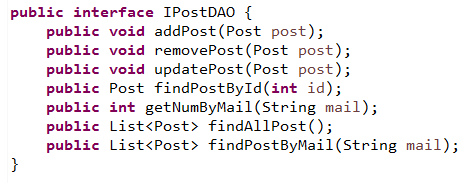 public interface IPostDAO {
    public void addPost(Post post);
    public void removePost(Post post);
    public void updatePost(Post post);
    public Post findPostById(int id);
    public int getNumByMail(String mail);
    public List<Post> findAllPost();
    public List<Post> findPostByMail(String mail);
}